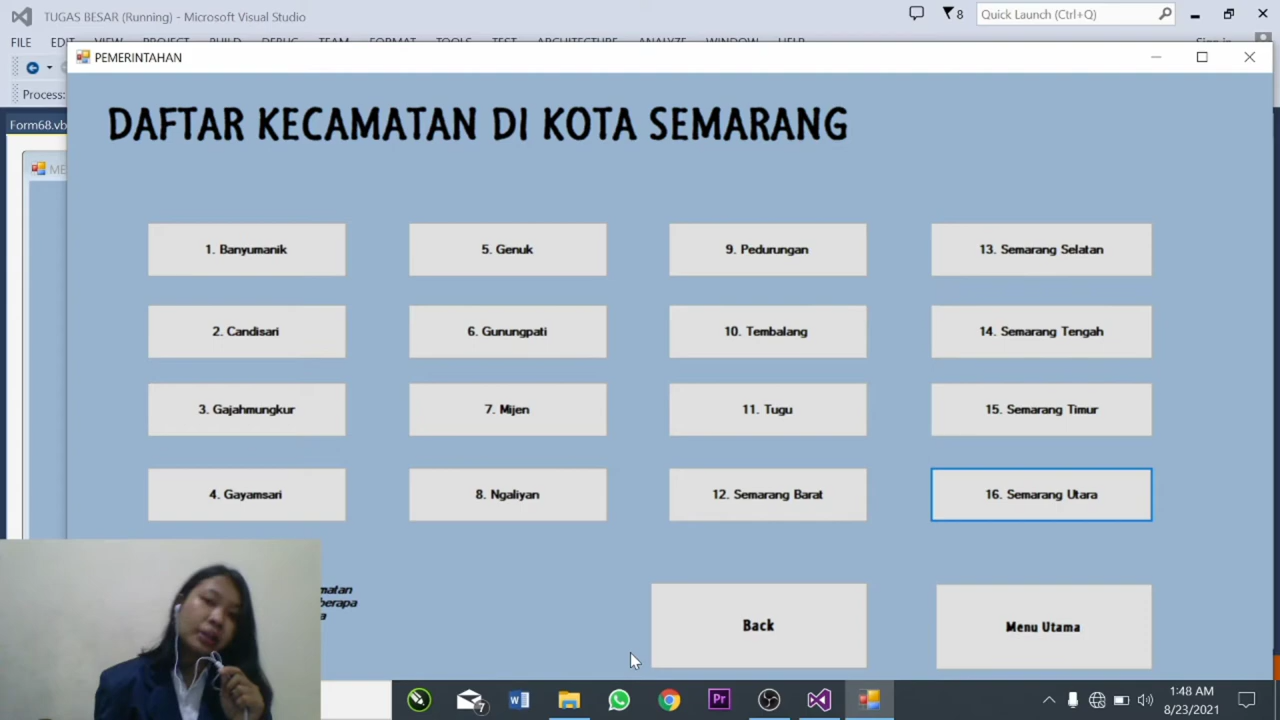 TUGAS BESAR (Running) - Microsoft Visual Studio
8
Quick Launch (Ctrl+Q)
FILE
PEMERINTAHAN
Process:
Form68.vb
DAFTAR KECAMATAN DI KOTA SEMARANG
1. Banyumanik
5. Genuk
9. Pedurungan
13. Semarang Selatan
2. Candisari
6. Gunungpati
10. Tembalang
14. Semarang Tengah
3. Gajahmungkur
7. Mijen
11. Tugu
15. Semarang Timur
4. Gayamsari
8. Ngaliyan
12. Semarang Barat
16. Semarang Utara
Back
Menu Utama
7
Pr
1:48 AM
8/23/2021